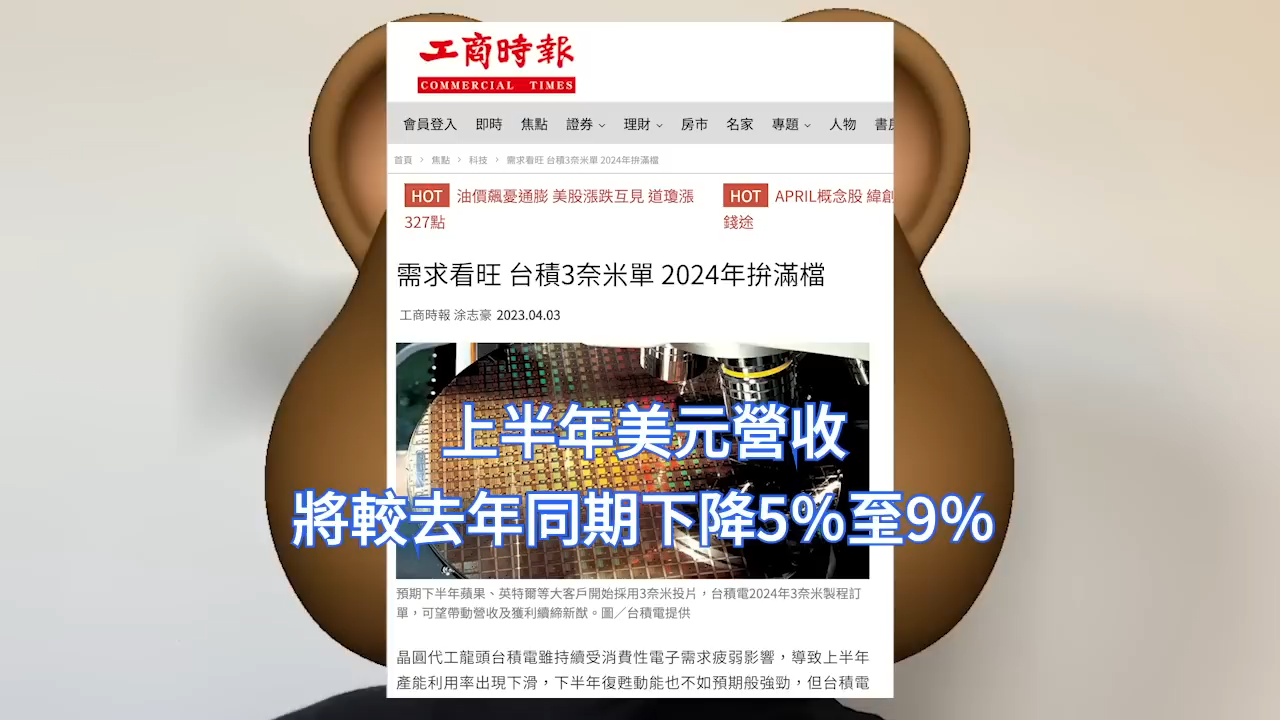 工商時報
COMMERCIAL TIMES
會員登入 即時 焦點 證券 理財 房市 名家 專題 人物
首頁 > 焦點 > 科技 > 需求看旺 台積3奈米單 2024年拚滿檔
HOT 油價飆憂通膨 美股漲跌互見 道瓊漲
327點
HOT APRIL概念股 緯創
錢途
需求看旺 台積3奈米單 2024年拚滿檔
工商時報 涂志豪 2023.04.03
上半年美元營收
將較去年同期下降5%至9%
預期下半年蘋果、英特爾等大客戶開始採用3奈米投片，台積電2024年3奈米製程訂
單，可望帶動營收及獲利續締新猷。圖／台積電提供
晶圓代工龍頭台積電雖持續受消費性電子需求疲弱影響，導致上半年
產能利用率出現下滑，下半年復甦動能也不如預期般強勁，但台積電